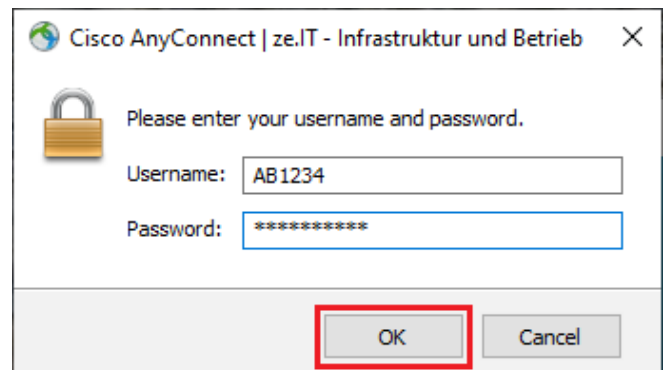 Cisco AnyConnect | ze.IT - Infrastruktur und Betrieb
Please enter your username and password.
Username: AB1234
Password: **********
OK Cancel